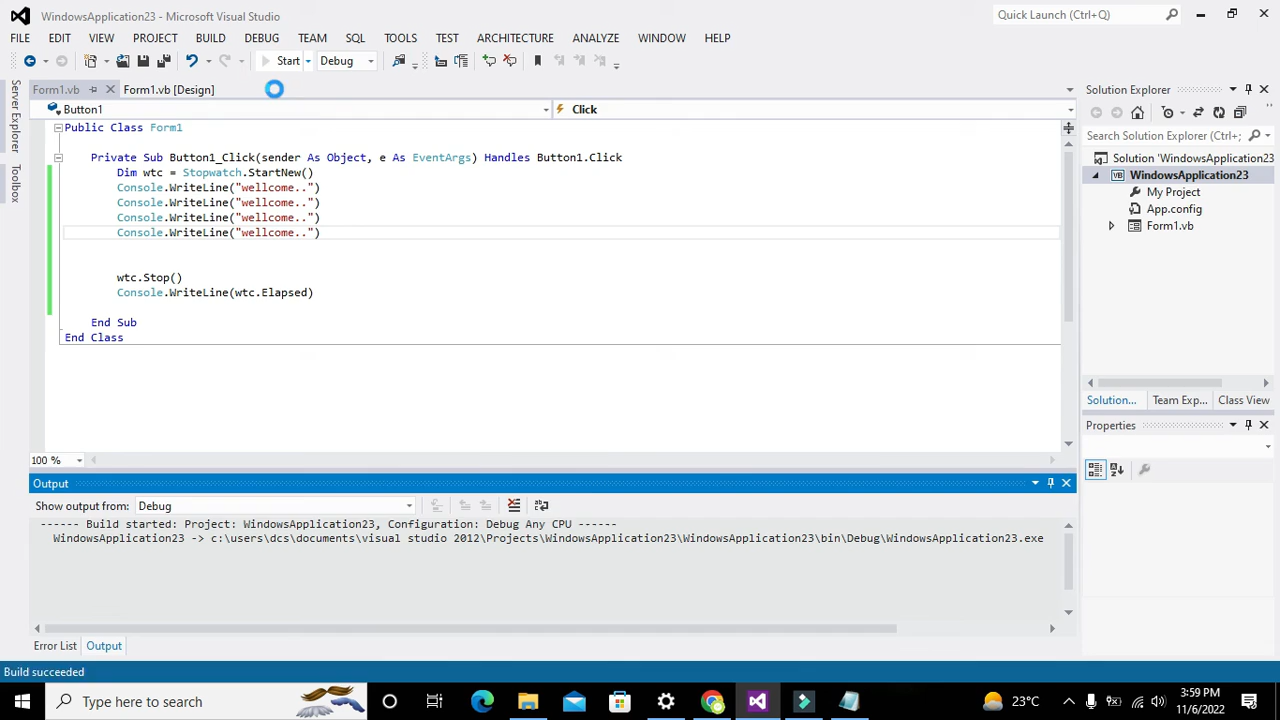 WindowsApplication23 - Microsoft Visual Studio
Quick Launch (Ctrl+Q)
FILE EDIT VIEW PROJECT BUILD DEBUG TEAM SQL TOOLS TEST ARCHITECTURE ANALYZE WINDOW HELP
Start Debug
Server Explorer
Toolbox
Form1.vb Form1.vb [Design]
Button1 Click
Public Class Form1
Private Sub Button1_Click(sender As Object, e As EventArgs) Handles Button1.Click
Dim wtc = Stopwatch.StartNew()
Console.WriteLine("wellcome..")
Console.WriteLine("wellcome..")
Console.WriteLine("wellcome..")
Console.WriteLine("wellcome..")
wtc.Stop()
Console.WriteLine(wtc.Elapsed)
End Sub
End Class
100 %
Solution Explorer
Search Solution Explorer (Ctrl+;
Solution 'WindowsApplication23
VB WindowsApplication23
My Project
App.config
Form1.vb
Solution... Team Exp... Class View
Properties
Output
Show output from: Debug
------ Build started: Project: WindowsApplication23, Configuration: Debug Any CPU ------
WindowsApplication23 -> c:\users\dcs\documents\visual studio 2012\Projects\WindowsApplication23\WindowsApplication23\bin\Debug\WindowsApplication23.exe
Error List Output
Build succeeded
Type here to search
23°C
3:59 PM
11/6/2022